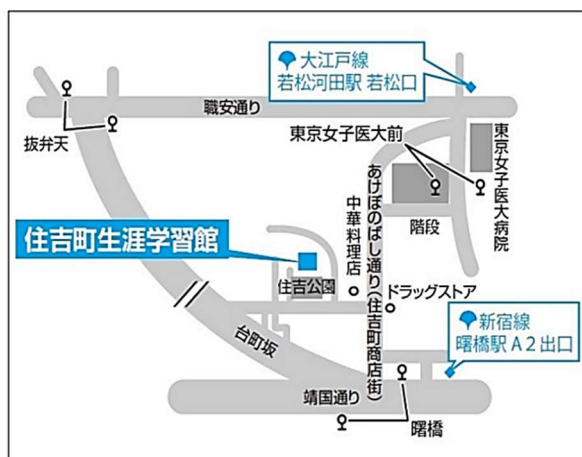 大江戸線
若松河田駅 若松口
職安通り
抜弁天
東京女子医大前
東京女子医大病院
階段
あけぼのばし通り(住吉町商店街)
中華料理店
住吉町生涯学習館
住吉公園
ドラッグストア
新宿線
曙橋駅A2出口
台町坂
靖国通り
曙橋